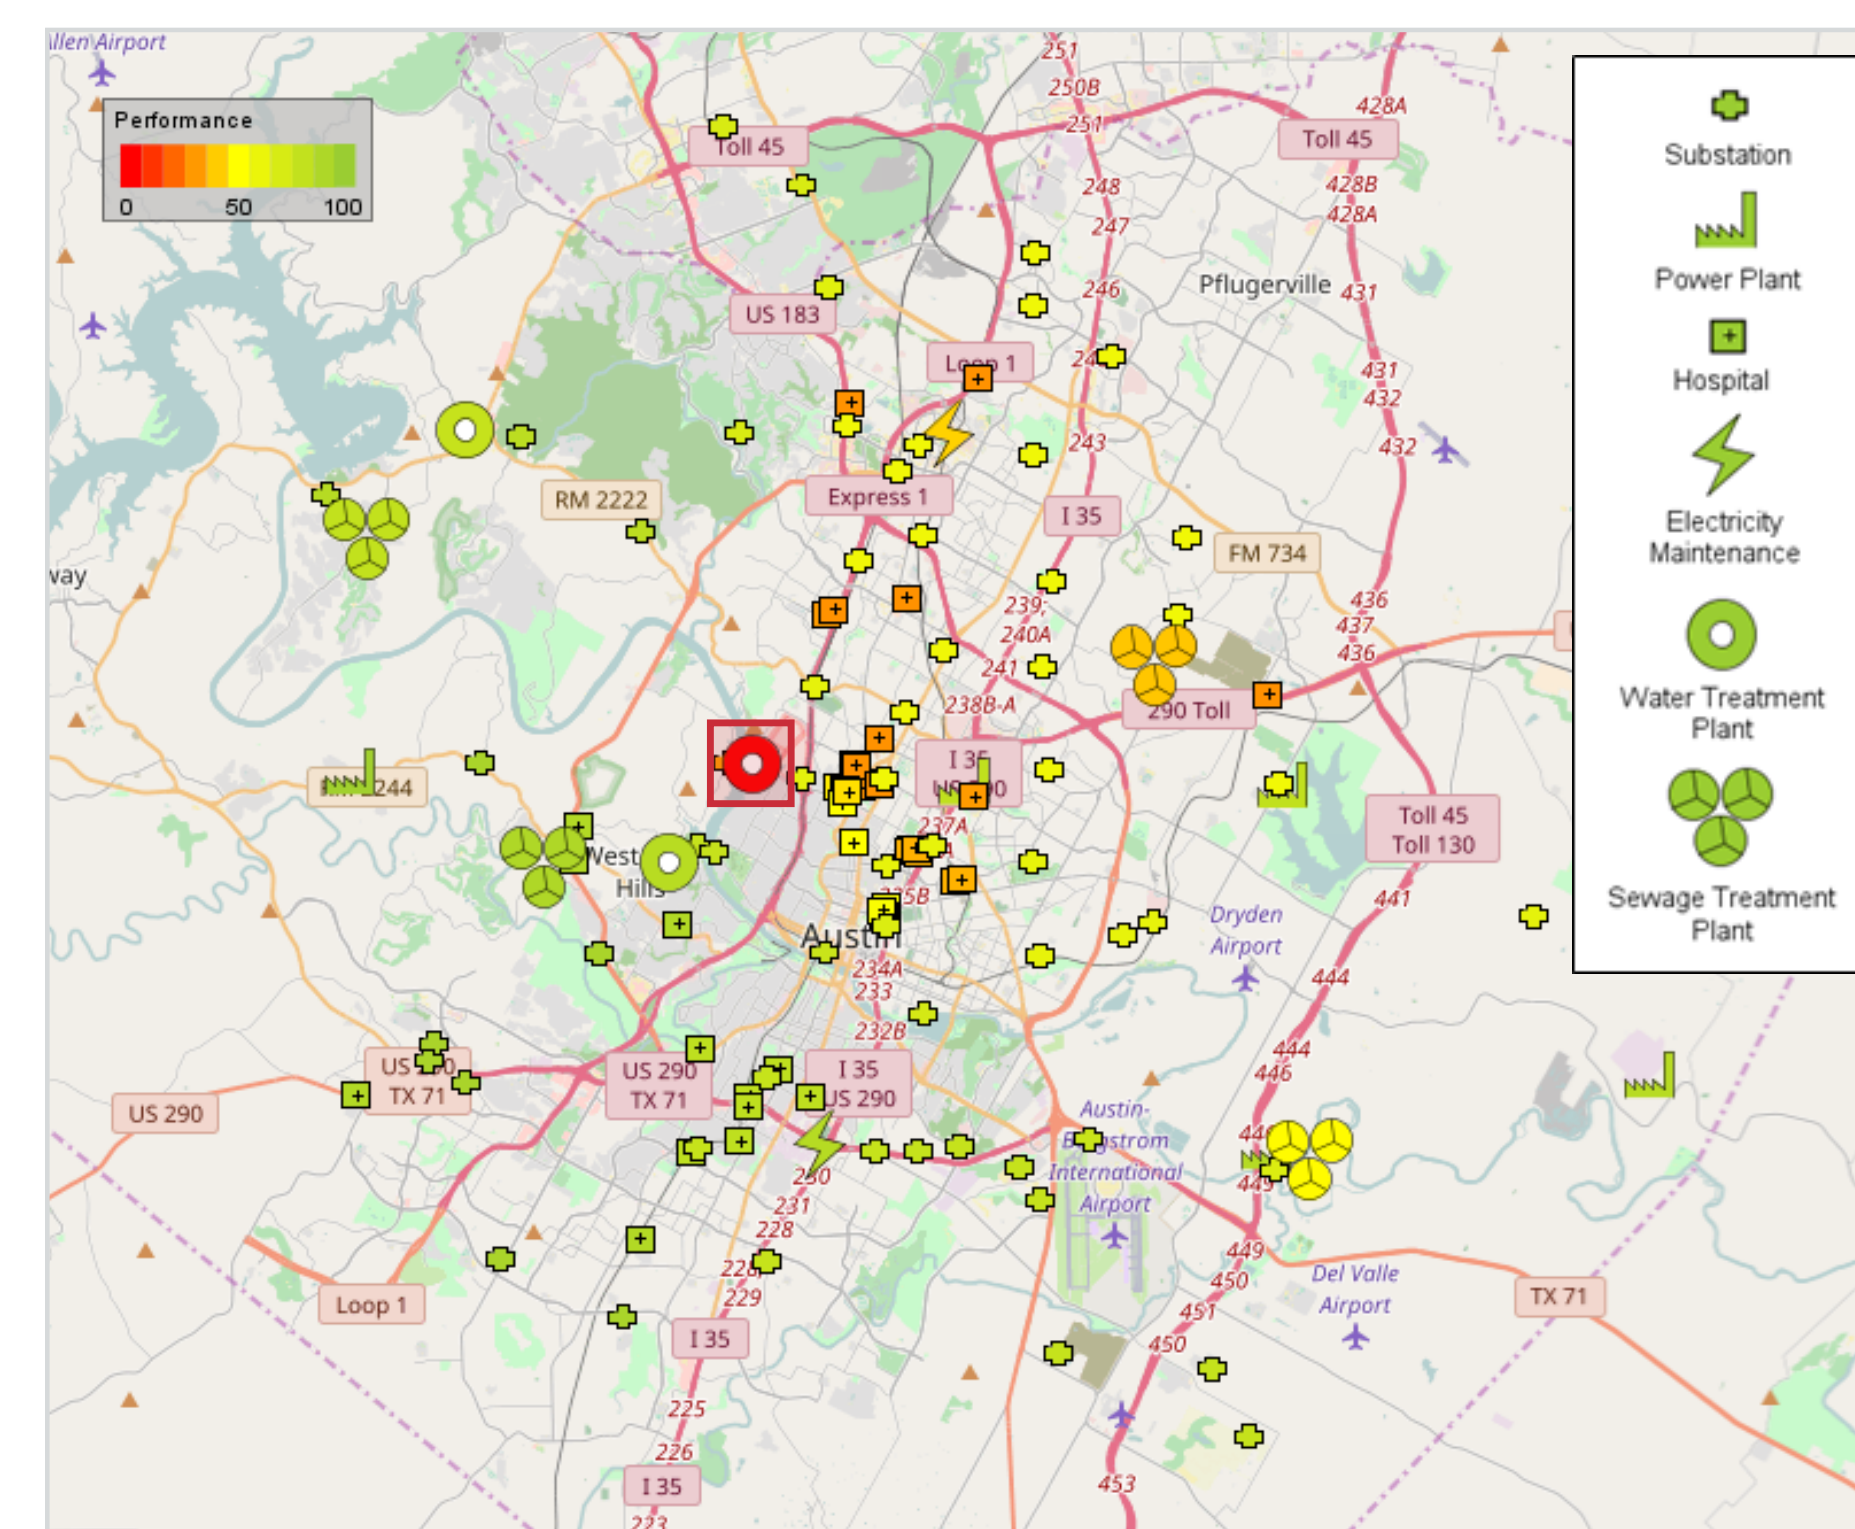 Allen Airport
Performance
0 50 100
Toll 45
US 183
Loop 1
251
250B
251
248
247
246
243
Toll 45
428A
428B
428A
431
431
432
432
Pflugerville
RM 2222
Express 1
I 35
FM 734
way
239;
240A
241
238B-A
436
437
436
290 Toll
I 35
237A
Toll 45
Toll 130
441
West
Hills
235B
Austin
234A
233
232B
Dryden
Airport
444
444
446
US 290
TX 71
US 290
TX 71
I 35
US 290
US 290
Austin-
Bergstrom
International
Airport
449
230
231
228
229
449
450
451
450
Del Valle
Airport
TX 71
Loop 1
I 35
225
226
I 35
223
453
Substation
Power Plant
Hospital
Electricity
Maintenance
Water Treatment
Plant
Sewage Treatment
Plant